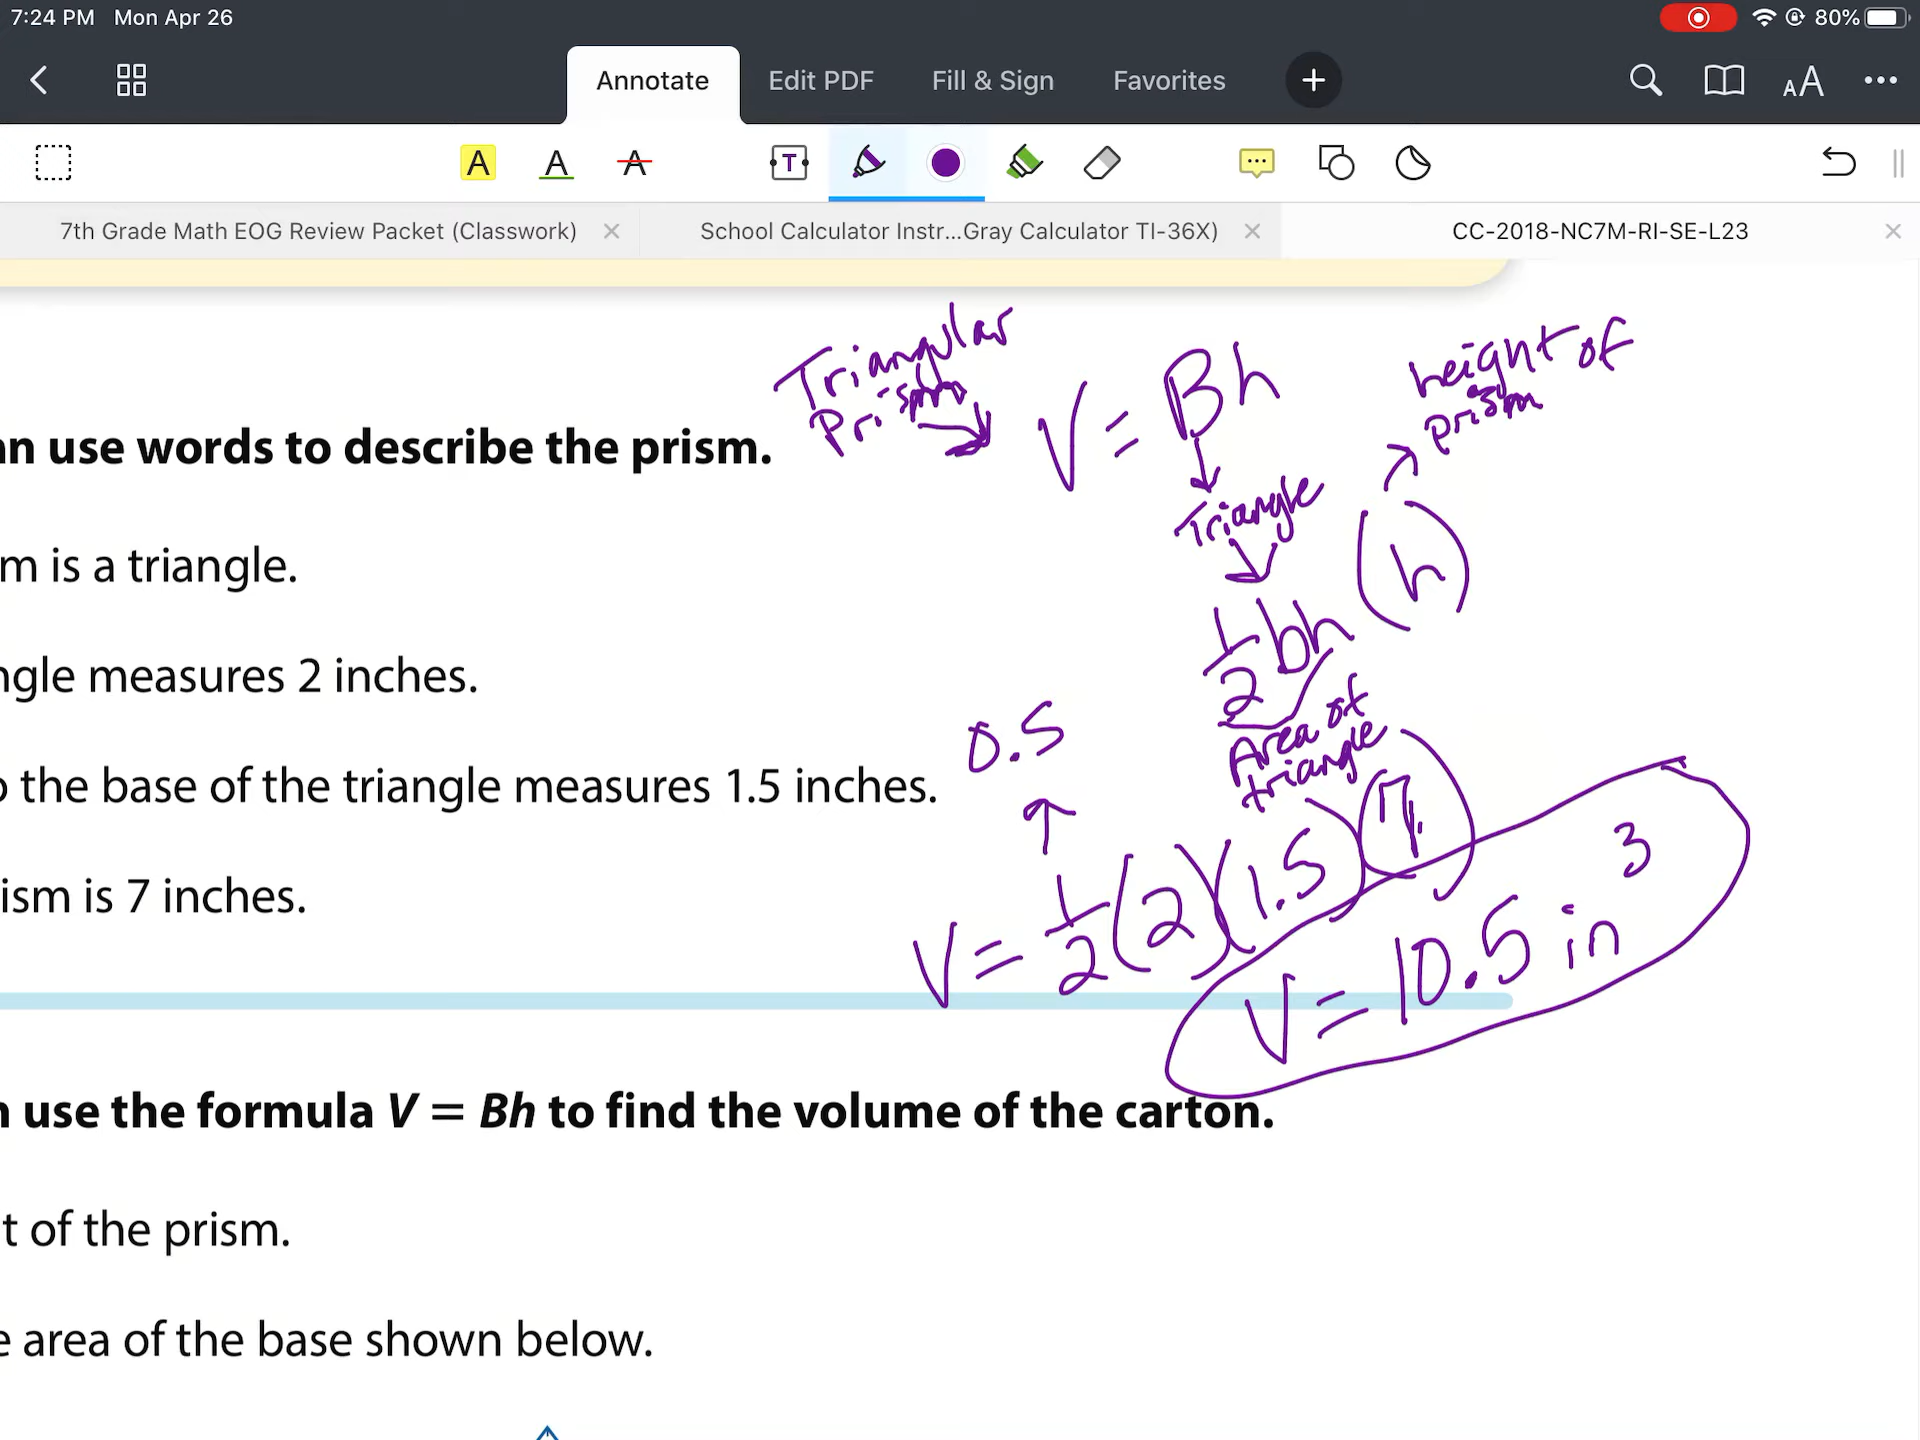 7:24 PM Mon Apr 26
80%
Annotate Edit PDF Fill & Sign Favorites
AA
A A A T
7th Grade Math EOG Review Packet (Classwork) School Calculator Instr...Gray Calculator TI-36X) CC-2018-NC7M-RI-SE-L23
Triangular
Prism
V = Bh
height of
prism
an use words to describe the prism.
Triangle
(h)
m is a triangle.
1/2 bh
ngle measures 2 inches.
Area of
triangle
0.5
o the base of the triangle measures 1.5 inches.
V = 1/2 (2)(1.5)(7)
ism is 7 inches.
V = 10.5 in³
n use the formula V = Bh to find the volume of the carton.
t of the prism.
e area of the base shown below.